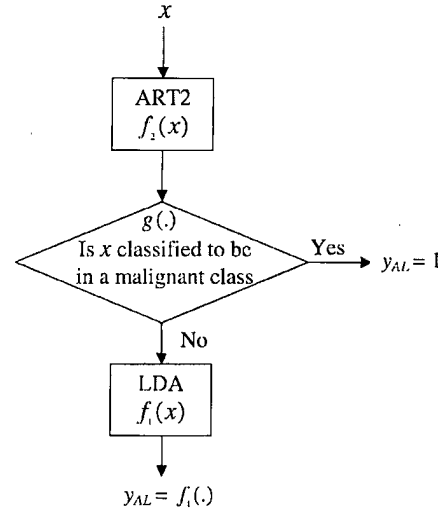 x
ART2
f₂(x)
g(.)
Is x classified to be
in a malignant class
Yes
y_AL = 1
No
LDA
f₁(x)
y_AL = f₁(.)